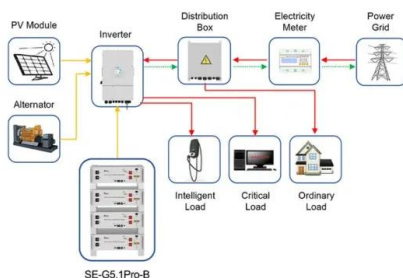 PV Module
Inverter
Distribution
Box
Electricity
Meter
Power
Grid
Alternator
Intelligent
Load
Critical
Load
Ordinary
Load
SE-G5.1Pro-B